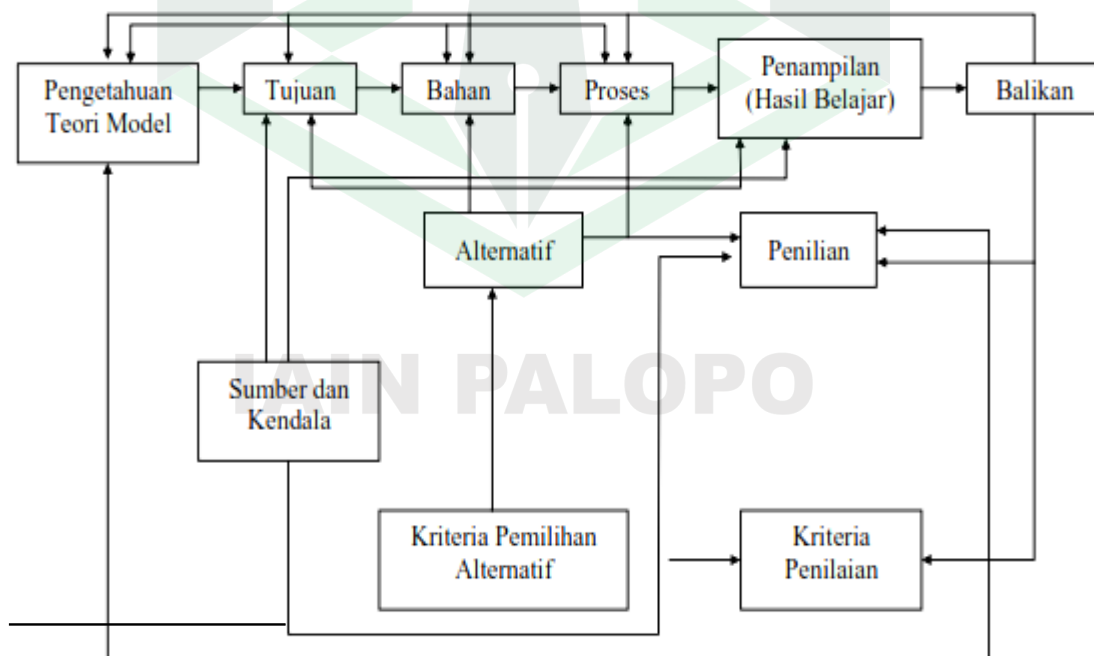 Pengetahuan
Teori Model
Tujuan
Bahan
Proses
Penampilan
(Hasil Belajar)
Balikan
Alternatif
Penilian
Sumber dan
Kendala
IAIN PALOPO
Kriteria Pemilihan
Alternatif
Kriteria
Penilaian